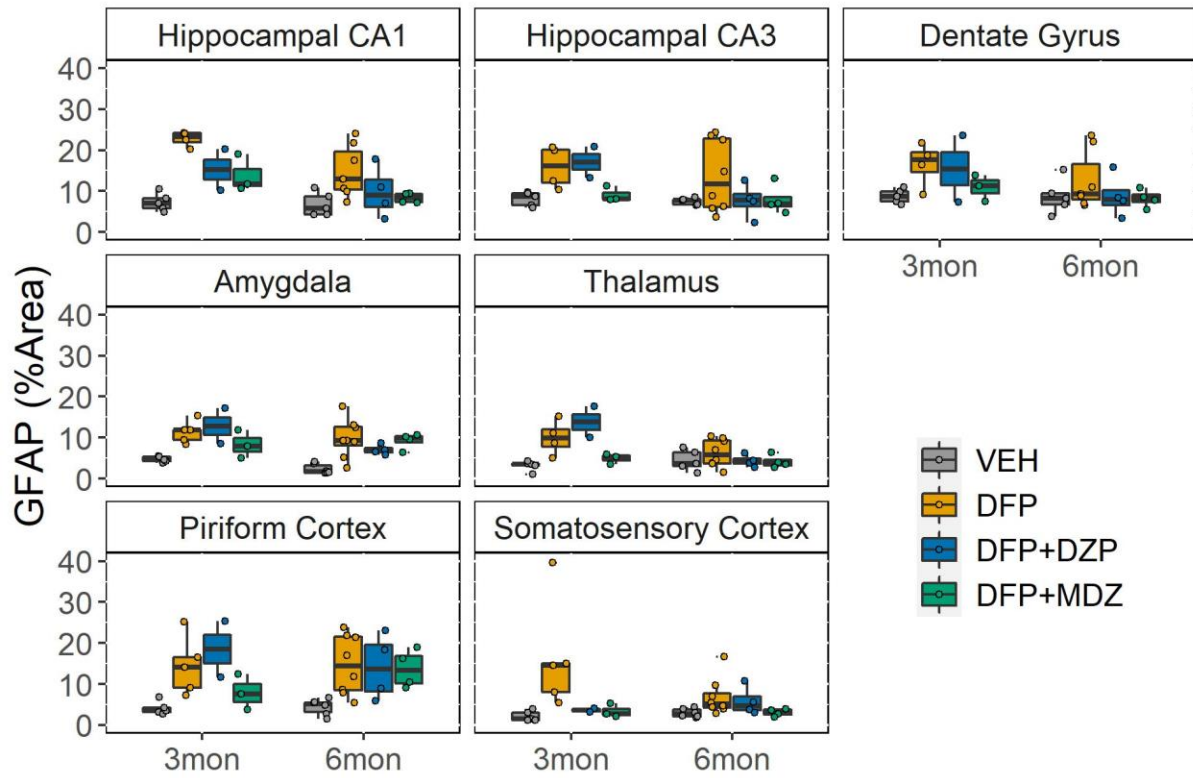 Hippocampal CA1
Hippocampal CA3
Dentate Gyrus
40
30
20
10
0
3mon
6mon
Amygdala
Thalamus
40
30
20
10
0
GFAP (%Area)
Piriform Cortex
Somatosensory Cortex
40
30
20
10
0
3mon
6mon
3mon
6mon
VEH
DFP
DFP+DZP
DFP+MDZ